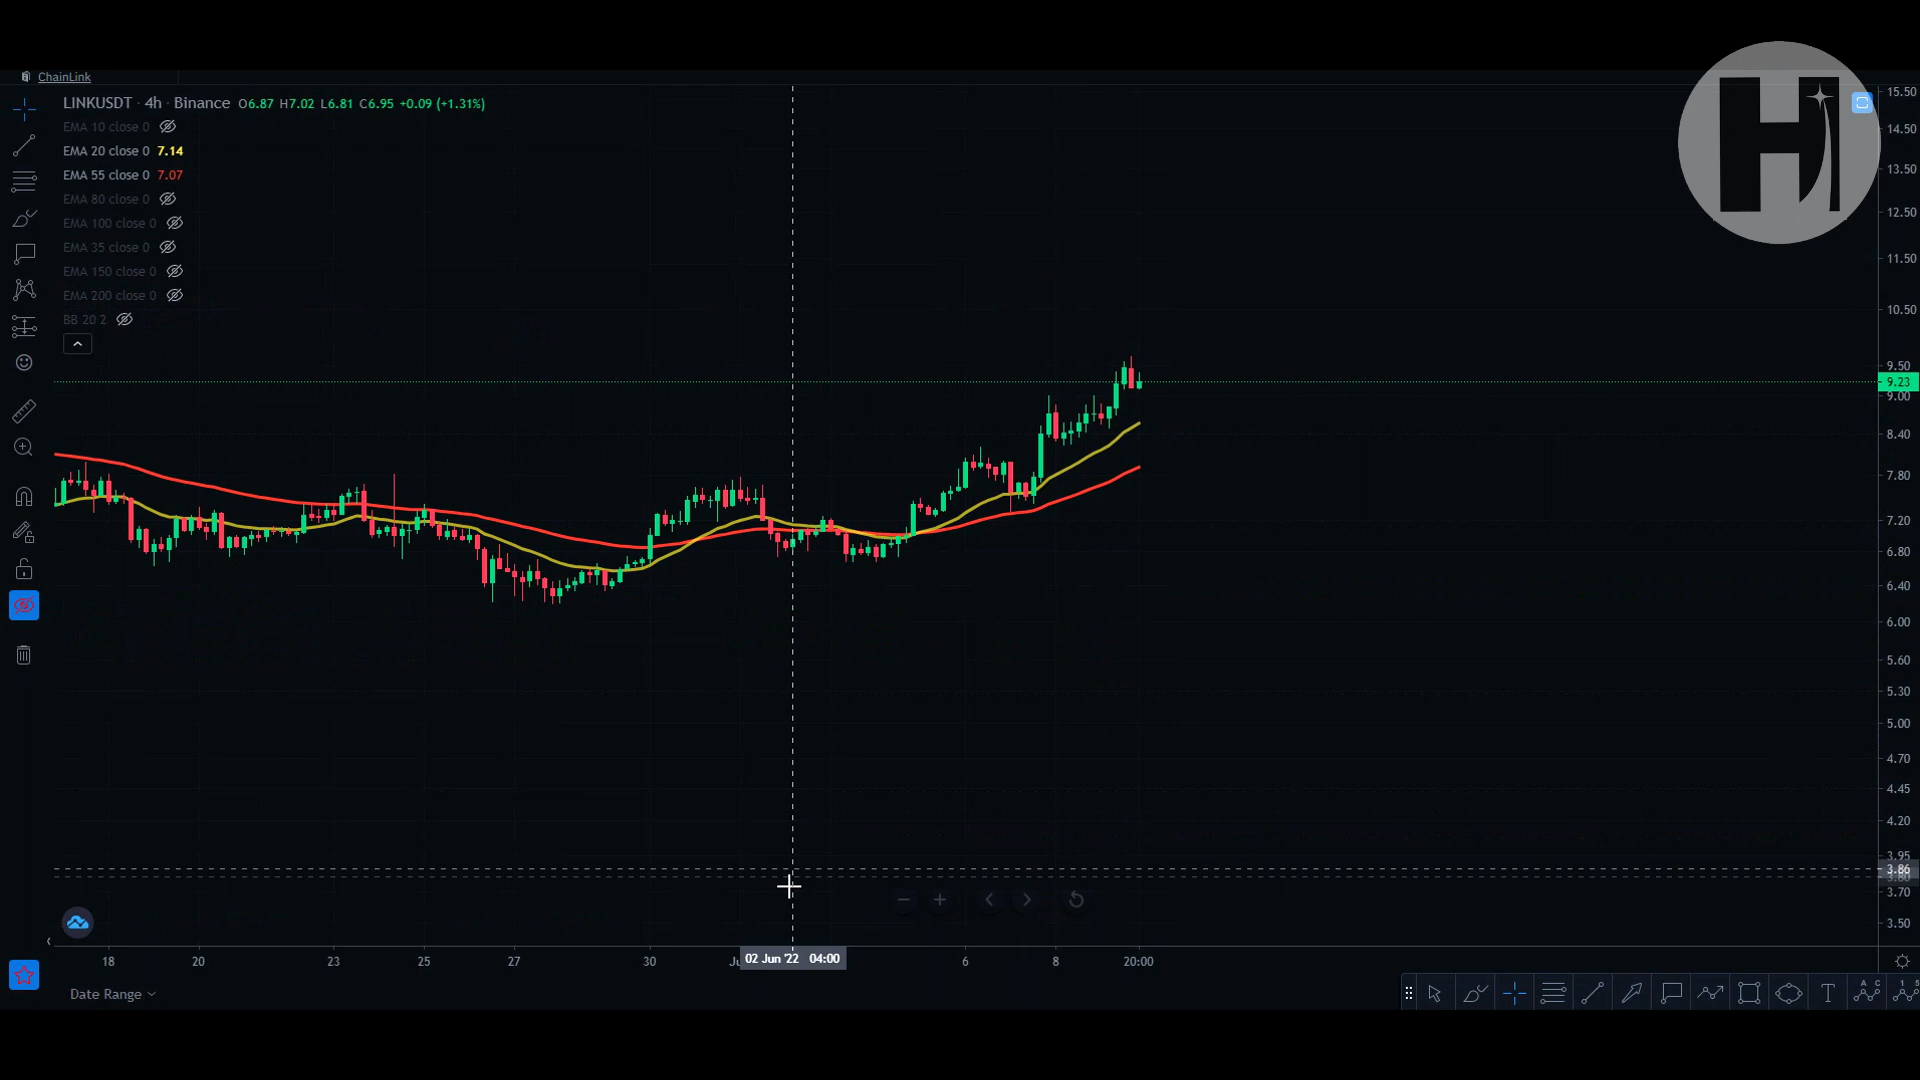 ChainLink
LINKUSDT · 4h · Binance O6.87 H7.02 L6.81 C6.95 +0.09 (+1.31%)
EMA 10 close 0
EMA 20 close 0 7.14
EMA 55 close 0 7.07
EMA 80 close 0
EMA 100 close 0
EMA 35 close 0
EMA 150 close 0
EMA 200 close 0
BB 20 2
H
15.50
14.50
13.50
12.50
11.50
10.50
9.50
9.23
9.00
8.40
7.80
7.20
6.80
6.40
6.00
5.60
5.30
5.00
4.70
4.45
4.20
3.95
3.86
3.70
3.50
18 20 23 25 27 30 02 Jun '22 04:00 6 8 20:00
Date Range
T